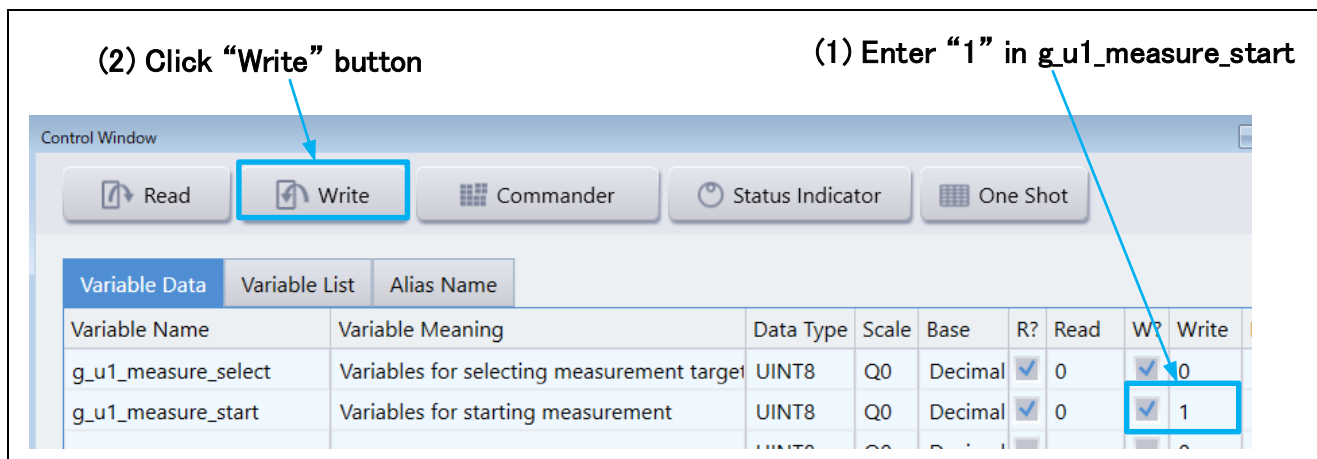 (2) Click “Write” button
(1) Enter “1” in g_u1_measure_start
Control Window
Read Write Commander Status Indicator One Shot
Variable Data Variable List Alias Name
Variable Name Variable Meaning Data Type Scale Base R? Read W? Write
g_u1_measure_select Variables for selecting measurement target UINT8 Q0 Decimal 0 0
g_u1_measure_start Variables for starting measurement UINT8 Q0 Decimal 0 1